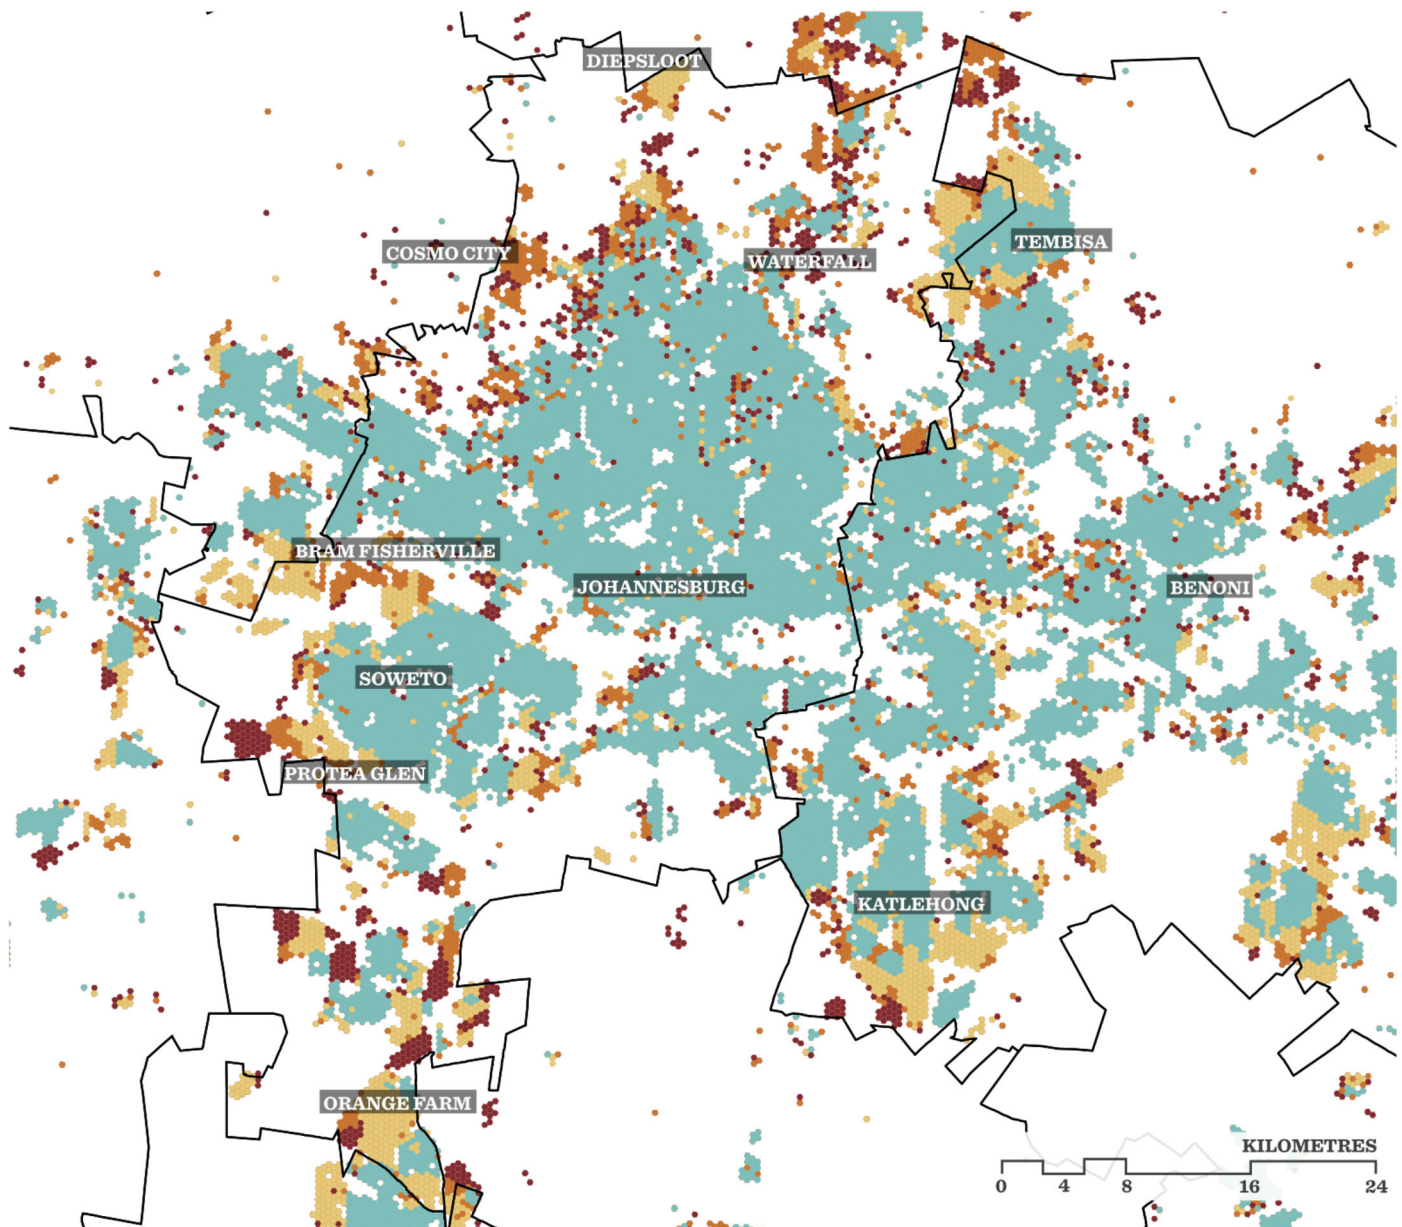 DIEPSLOOT
COSMO CITY
WATERFALL
TEMBISA
BRAM FISHERVILLE
JOHANNESBURG
BENONI
SOWETO
PROTEA GLEN
KATLEHONG
ORANGE FARM
KILOMETRES
0 4 8 16 24